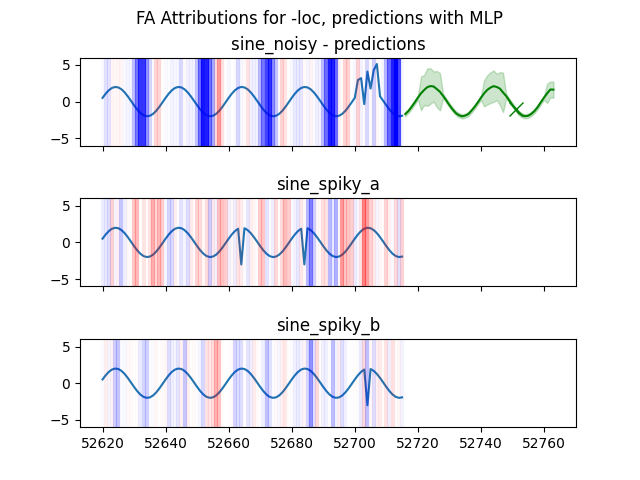 FA Attributions for -loc, predictions with MLP
sine_noisy - predictions
5
0
−5
sine_spiky_a
5
0
−5
sine_spiky_b
5
0
−5
52620 52640 52660 52680 52700 52720 52740 52760